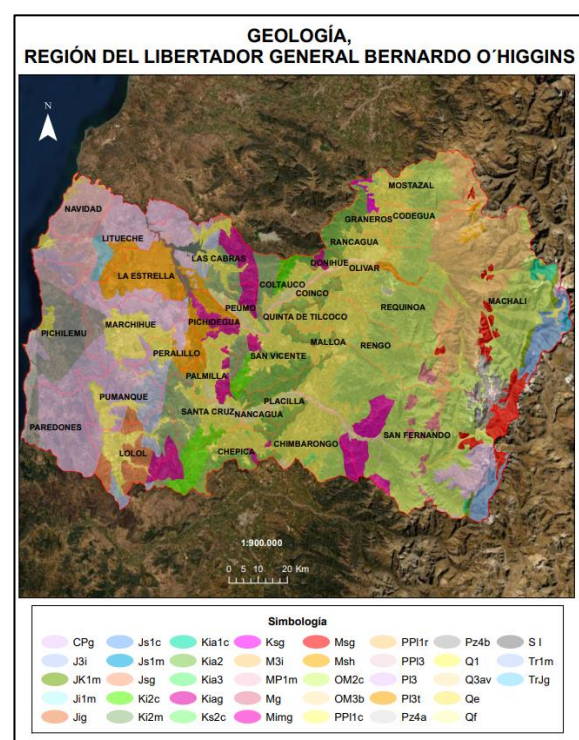 GEOLOGÍA,
REGIÓN DEL LIBERTADOR GENERAL BERNARDO O´HIGGINS
N
MOSTAZAL
NAVIDAD
GRANEROS
CODEGUA
LITUECHE
RANCAGUA
LAS CABRAS
DOÑIHUE
OLIVAR
LA ESTRELLA
COLTAUCO
COINCO
MACHALI
PEUMO
REQUINOA
PICHIDEGUA
QUINTA DE TILCOCO
PICHILEMU
MARCHIHUE
MALLOA
RENGO
PERALILLO
SAN VICENTE
PALMILLA
PUMANQUE
PLACILLA
SANTA CRUZ
NANCAGUA
PAREDONES
SAN FERNANDO
CHIMBARONGO
LOLOL
CHEPICA
1:900.000
0 5 10 20 Km
Simbología
CPg Js1c Kia1c Ksg Msg PPl1r Pz4b S I
J3i Js1m Kia2 M3i Msh PPl3 Q1 Tr1m
JK1m Jsg Kia3 MP1m OM2c Pl3 Q3av TrJg
Ji1m Ki2c Kiag Mg OM3b Pl3t Qe
Jig Ki2m Ks2c Mimg PPl1c Pz4a Qf